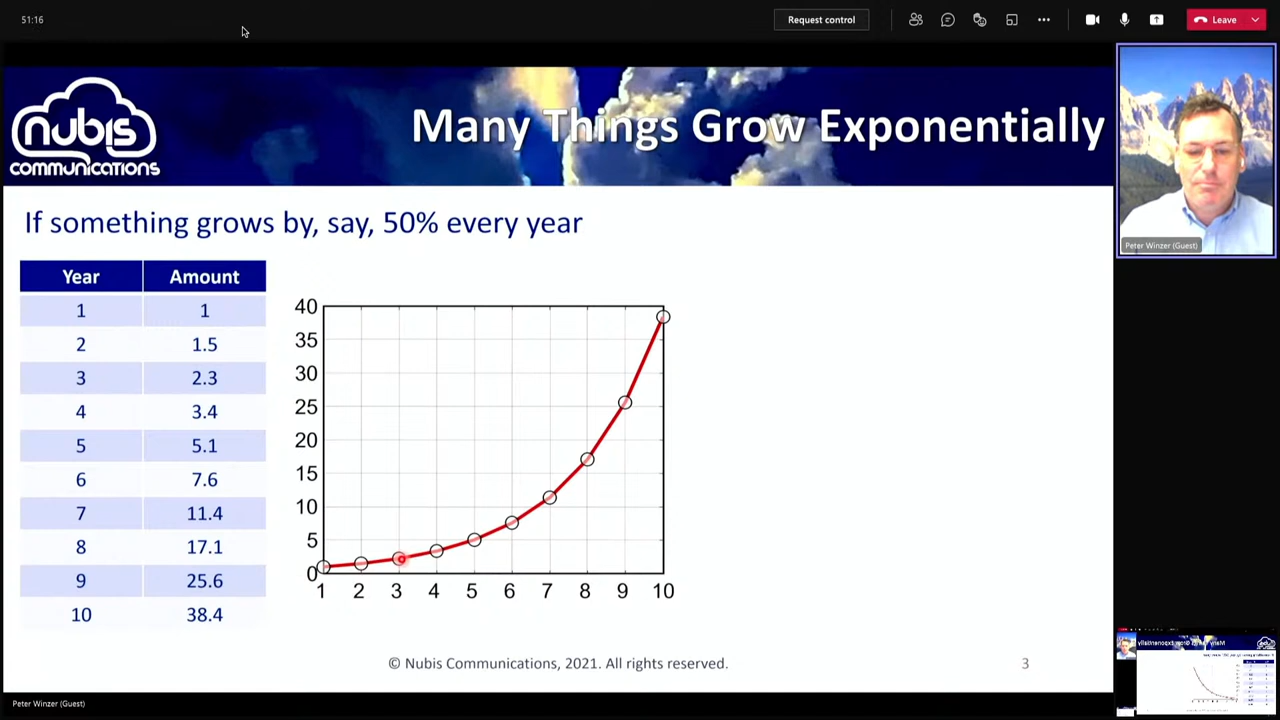 51:16
Request control
Leave
nubis
communications
Many Things Grow Exponentially
Peter Winzer (Guest)
If something grows by, say, 50% every year
Year Amount
1 1
2 1.5
3 2.3
4 3.4
5 5.1
6 7.6
7 11.4
8 17.1
9 25.6
10 38.4
40
35
30
25
20
15
10
5
0
1 2 3 4 5 6 7 8 9 10
© Nubis Communications, 2021. All rights reserved.
3
Many Things Grow Exponentially
Peter Winzer (Guest)